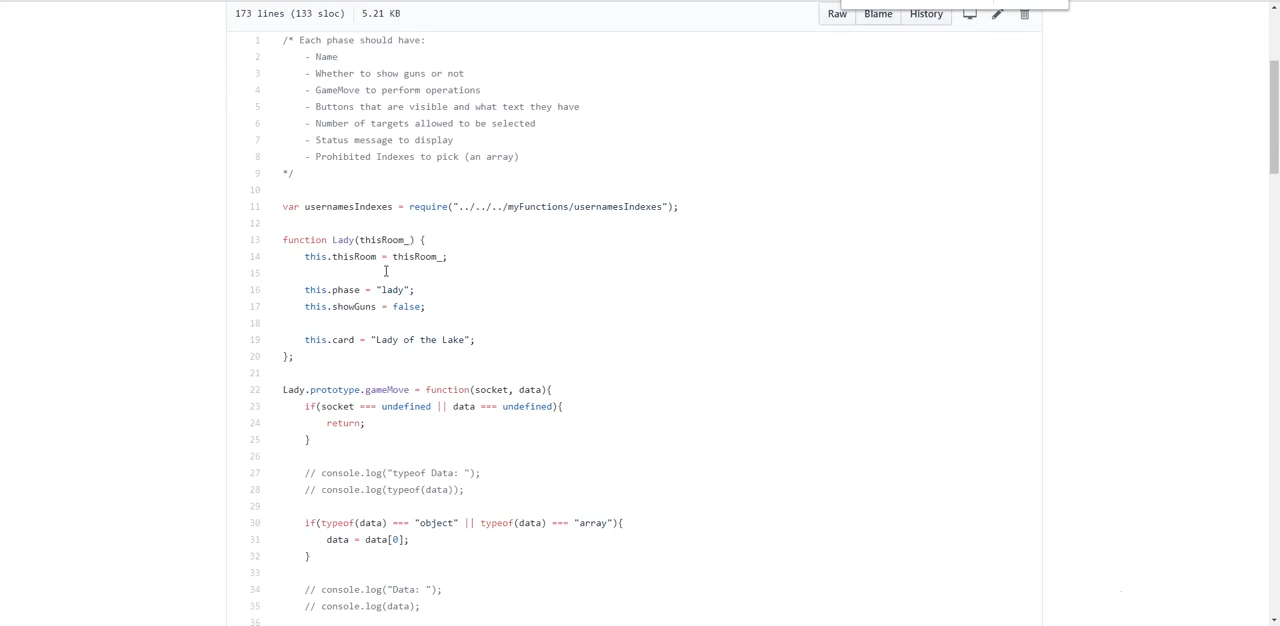 173 lines (133 sloc) | 5.21 KB Raw Blame History
1 /* Each phase should have:
2 - Name
3 - Whether to show guns or not
4 - GameMove to perform operations
5 - Buttons that are visible and what text they have
6 - Number of targets allowed to be selected
7 - Status message to display
8 - Prohibited Indexes to pick (an array)
9 */
10
11 var usernamesIndexes = require("../../../myFunctions/usernamesIndexes");
12
13 function Lady(thisRoom_) {
14 this.thisRoom = thisRoom_;
15
16 this.phase = "lady";
17 this.showGuns = false;
18
19 this.card = "Lady of the Lake";
20 };
21
22 Lady.prototype.gameMove = function(socket, data){
23 if(socket === undefined || data === undefined){
24 return;
25 }
26
27 // console.log("typeof Data: ");
28 // console.log(typeof(data));
29
30 if(typeof(data) === "object" || typeof(data) === "array"){
31 data = data[0];
32 }
33
34 // console.log("Data: ");
35 // console.log(data);
36